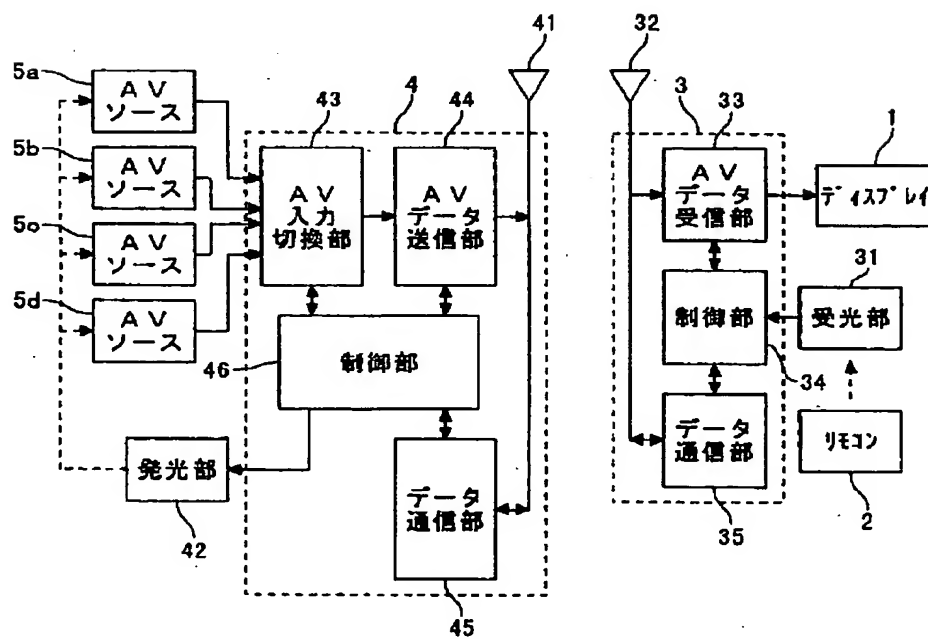 41
32
5a
AV
ソース
43
4
44
3
33
1
5b
AV
ソース
AV
入力
切換部
AV
データ
送信部
AV
データ
受信部
ディスプレイ
5c
AV
ソース
31
5d
AV
ソース
制御部
受光部
46
制御部
34
発光部
データ
通信部
データ
通信部
リモコン
42
35
2
45